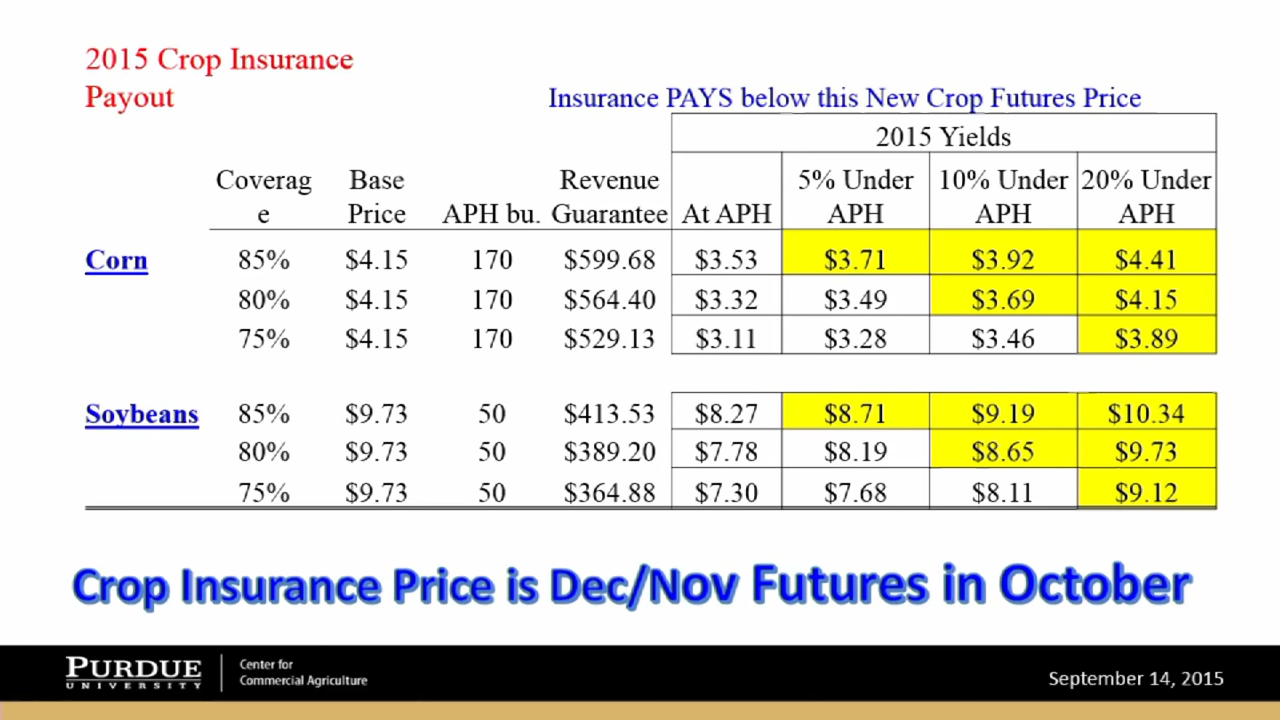 2015 Crop Insurance
Payout
Insurance PAYS below this New Crop Futures Price
2015 Yields
Coverag
e
Base
Price
APH bu.
Revenue
Guarantee
At APH
5% Under
APH
10% Under
APH
20% Under
APH
Corn 85% $4.15 170 $599.68 $3.53 $3.71 $3.92 $4.41
80% $4.15 170 $564.40 $3.32 $3.49 $3.69 $4.15
75% $4.15 170 $529.13 $3.11 $3.28 $3.46 $3.89
Soybeans 85% $9.73 50 $413.53 $8.27 $8.71 $9.19 $10.34
80% $9.73 50 $389.20 $7.78 $8.19 $8.65 $9.73
75% $9.73 50 $364.88 $7.30 $7.68 $8.11 $9.12
Crop Insurance Price is Dec/Nov Futures in October
PURDUE
UNIVERSITY
Center for
Commercial Agriculture
September 14, 2015